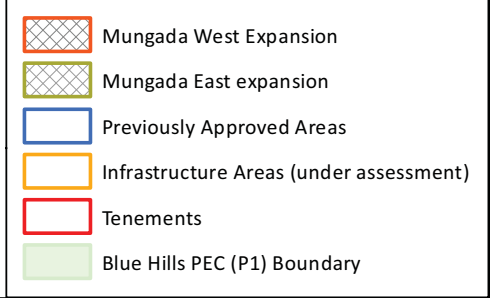 Mungada West Expansion
Mungada East expansion
Previously Approved Areas
Infrastructure Areas (under assessment)
Tenements
Blue Hills PEC (P1) Boundary